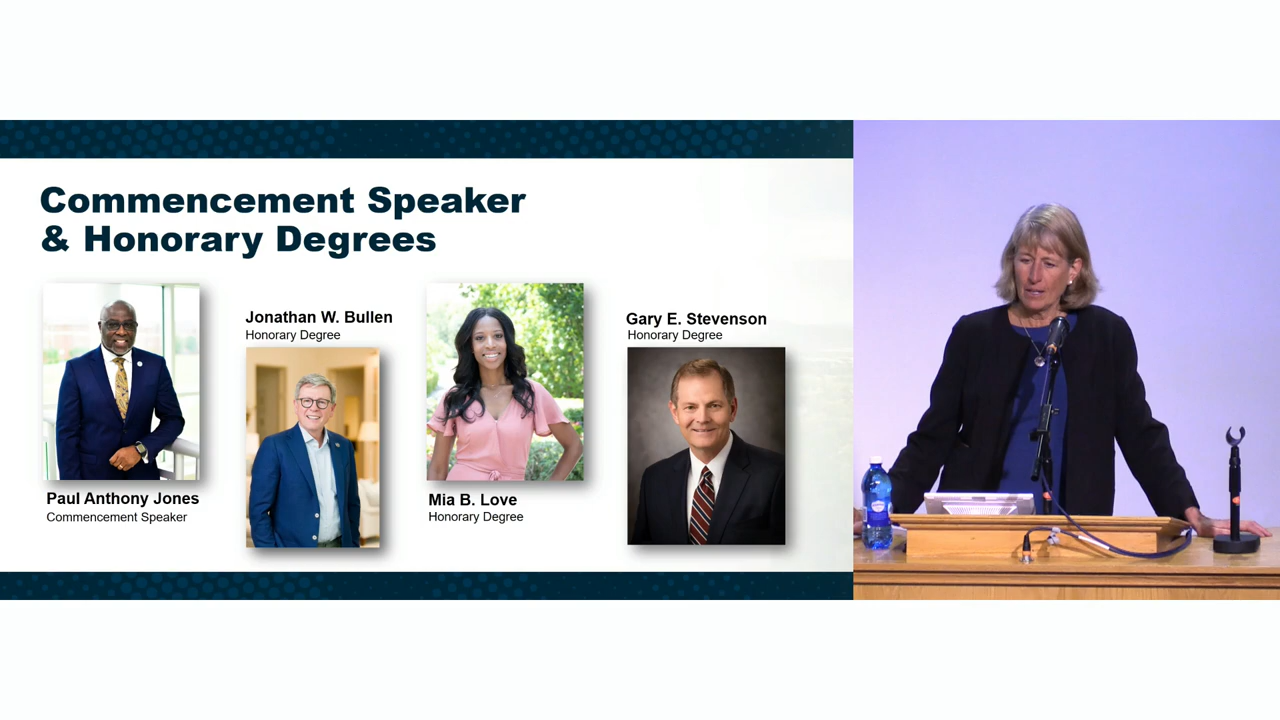 Commencement Speaker
& Honorary Degrees
Paul Anthony Jones
Commencement Speaker
Jonathan W. Bullen
Honorary Degree
Mia B. Love
Honorary Degree
Gary E. Stevenson
Honorary Degree